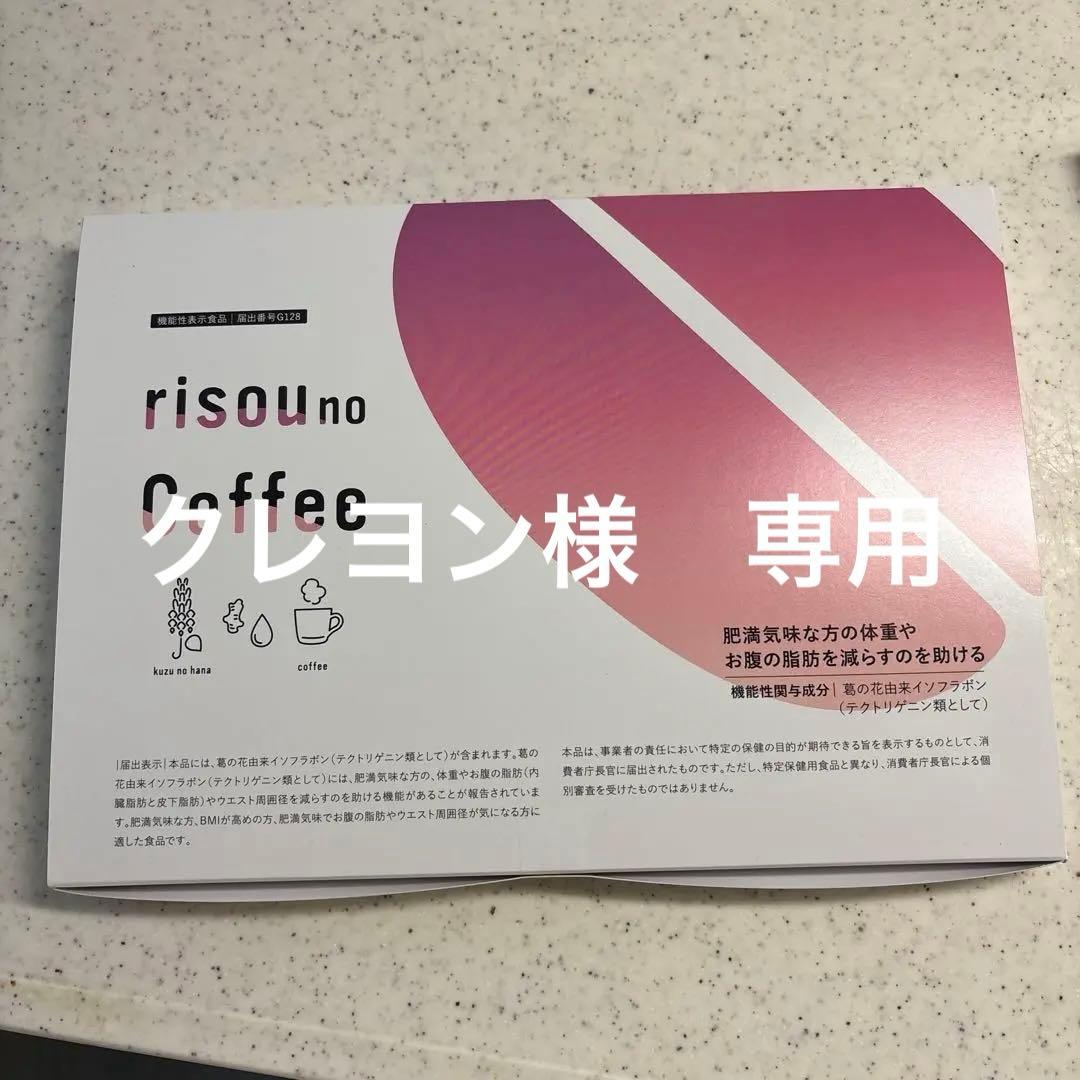 機能性表示食品｜届出番号G128
risou no
Coffee
クレヨン様　専用
kuzu no hana
coffee
肥満気味な方の体重や
お腹の脂肪を減らすのを助ける
機能性関与成分｜葛の花由来イソフラボン
（テクトリゲニン類として）
｜届出表示｜本品には、葛の花由来イソフラボン（テクトリゲニン類として）が含まれます。葛の
花由来イソフラボン（テクトリゲニン類として）には、肥満気味な方の、体重やお腹の脂肪（内
臓脂肪と皮下脂肪）やウエスト周囲径を減らすのを助ける機能があることが報告されていま
す。肥満気味な方、BMIが高めの方、肥満気味でお腹の脂肪やウエスト周囲径が気になる方に
適した食品です。
本品は、事業者の責任において特定の保健の目的が期待できる旨を表示するものとして、消
費者庁長官に届出されたものです。ただし、特定保健用食品と異なり、消費者庁長官による個
別審査を受けたものではありません。